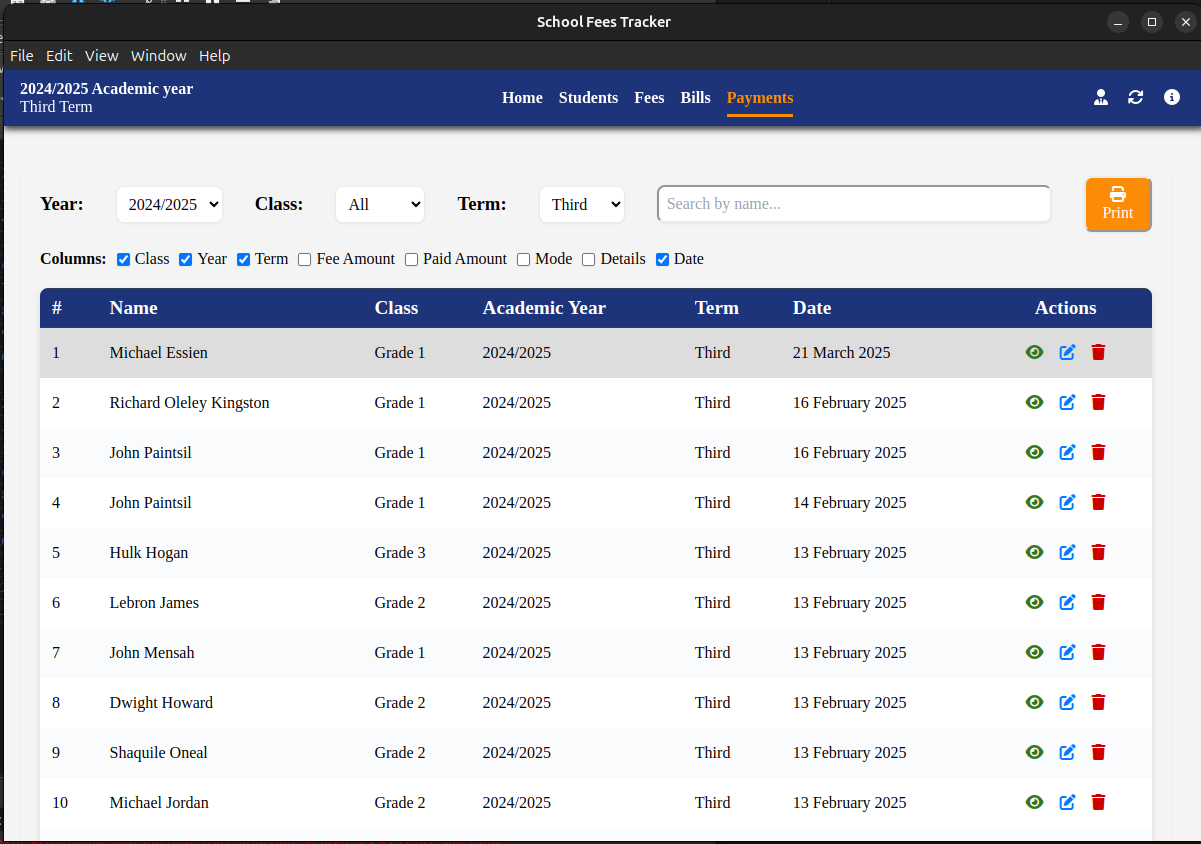 School Fees Tracker
File Edit View Window Help
2024/2025 Academic year
Third Term
Home Students Fees Bills Payments
Year: 2024/2025 Class: All Term: Third Search by name... Print
Columns: Class Year Term Fee Amount Paid Amount Mode Details Date
# Name Class Academic Year Term Date Actions
1 Michael Essien Grade 1 2024/2025 Third 21 March 2025
2 Richard Oleley Kingston Grade 1 2024/2025 Third 16 February 2025
3 John Paintsil Grade 1 2024/2025 Third 16 February 2025
4 John Paintsil Grade 1 2024/2025 Third 14 February 2025
5 Hulk Hogan Grade 3 2024/2025 Third 13 February 2025
6 Lebron James Grade 2 2024/2025 Third 13 February 2025
7 John Mensah Grade 1 2024/2025 Third 13 February 2025
8 Dwight Howard Grade 2 2024/2025 Third 13 February 2025
9 Shaquile Oneal Grade 2 2024/2025 Third 13 February 2025
10 Michael Jordan Grade 2 2024/2025 Third 13 February 2025